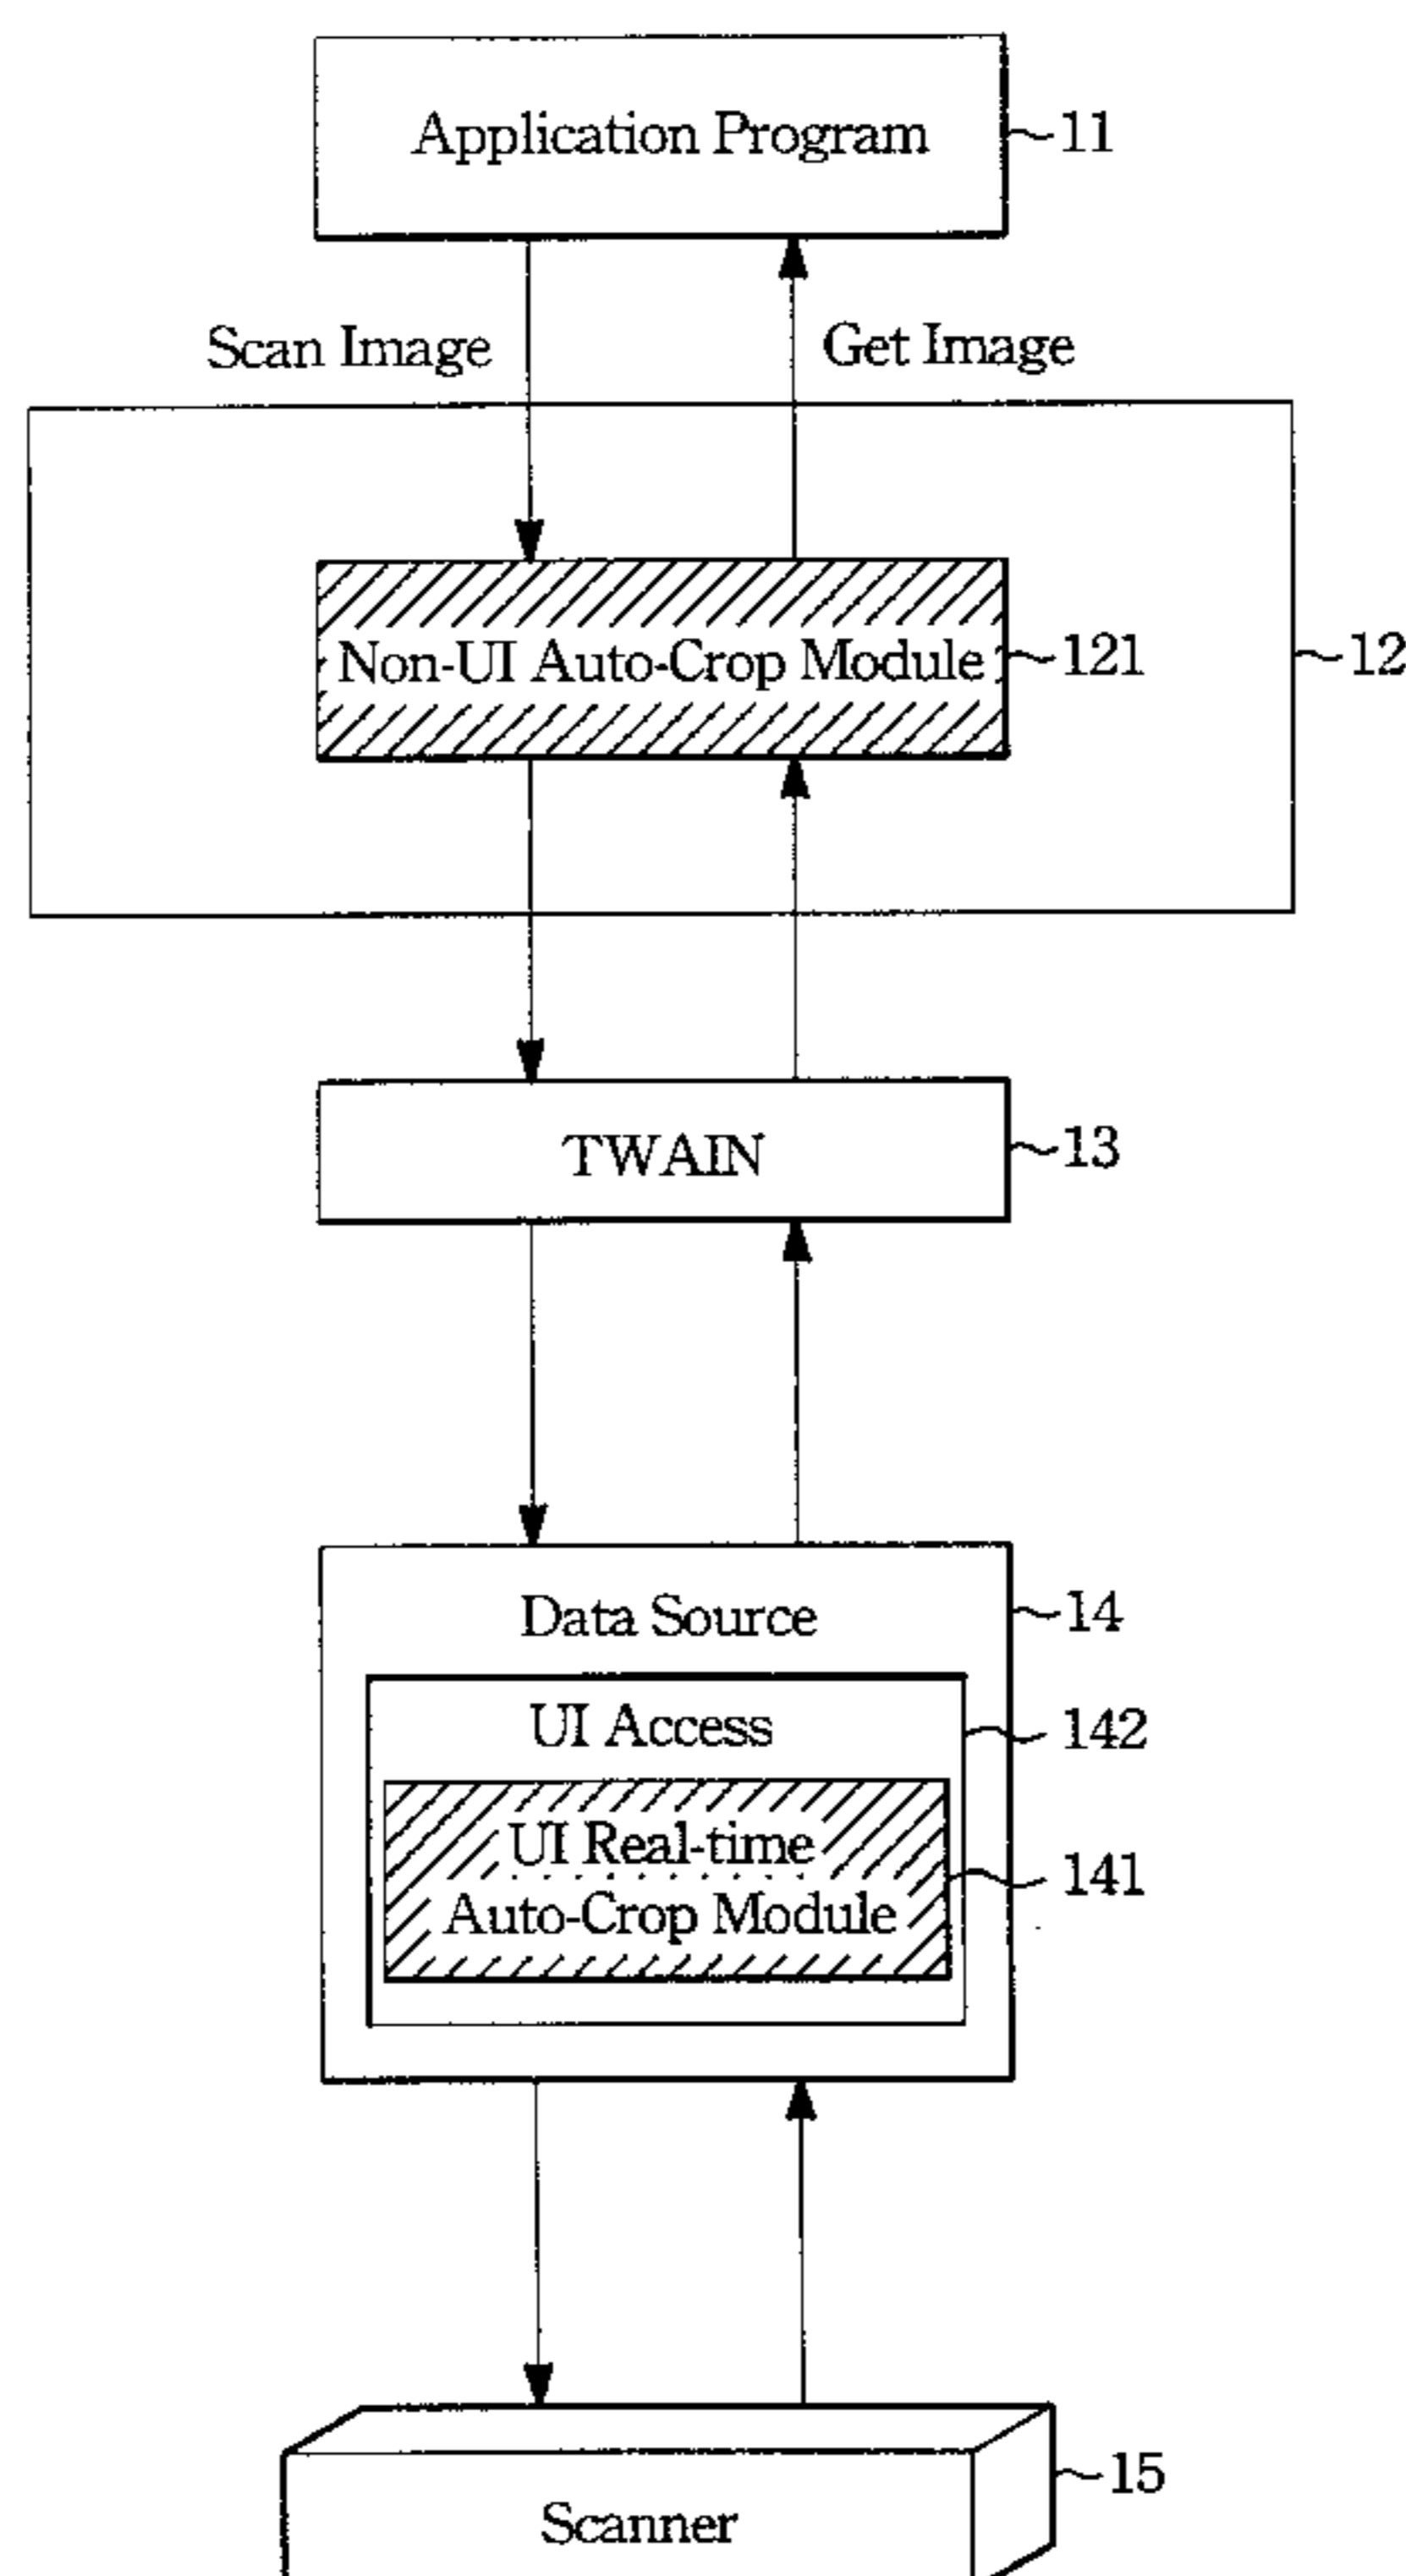 Application Program
11
Scan Image
Get Image
Non-UI Auto-Crop Module
121
12
TWAIN
13
Data Source
14
UI Access
142
UI Real-time
Auto-Crop Module
141
15
Scanner